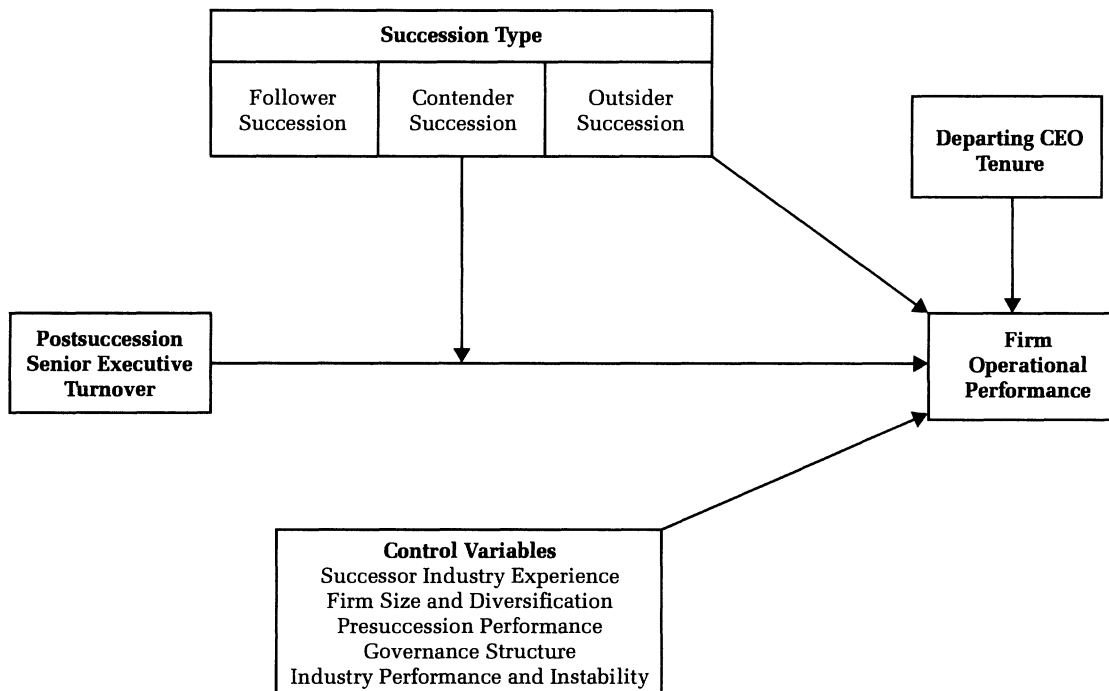 Succession Type
Follower
Succession
Contender
Succession
Outsider
Succession
Departing CEO
Tenure
Postsuccession
Senior Executive
Turnover
Firm
Operational
Performance
Control Variables
Successor Industry Experience
Firm Size and Diversification
Presuccession Performance
Governance Structure
Industry Performance and Instability